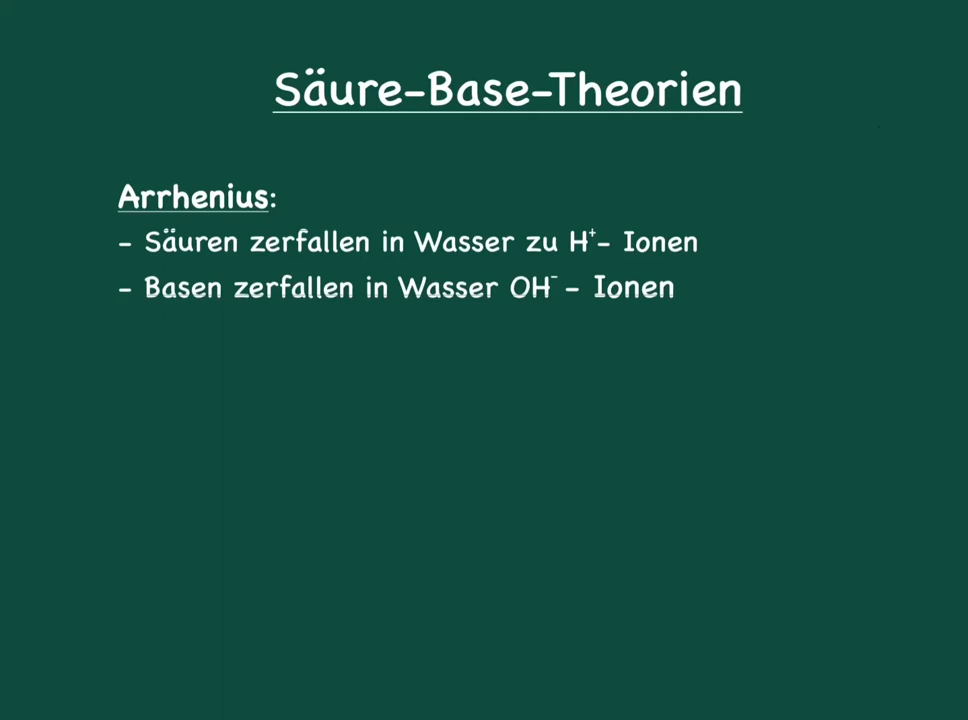 Säure-Base-Theorien
Arrhenius:
- Säuren zerfallen in Wasser zu H⁺- Ionen
- Basen zerfallen in Wasser OH⁻ - Ionen